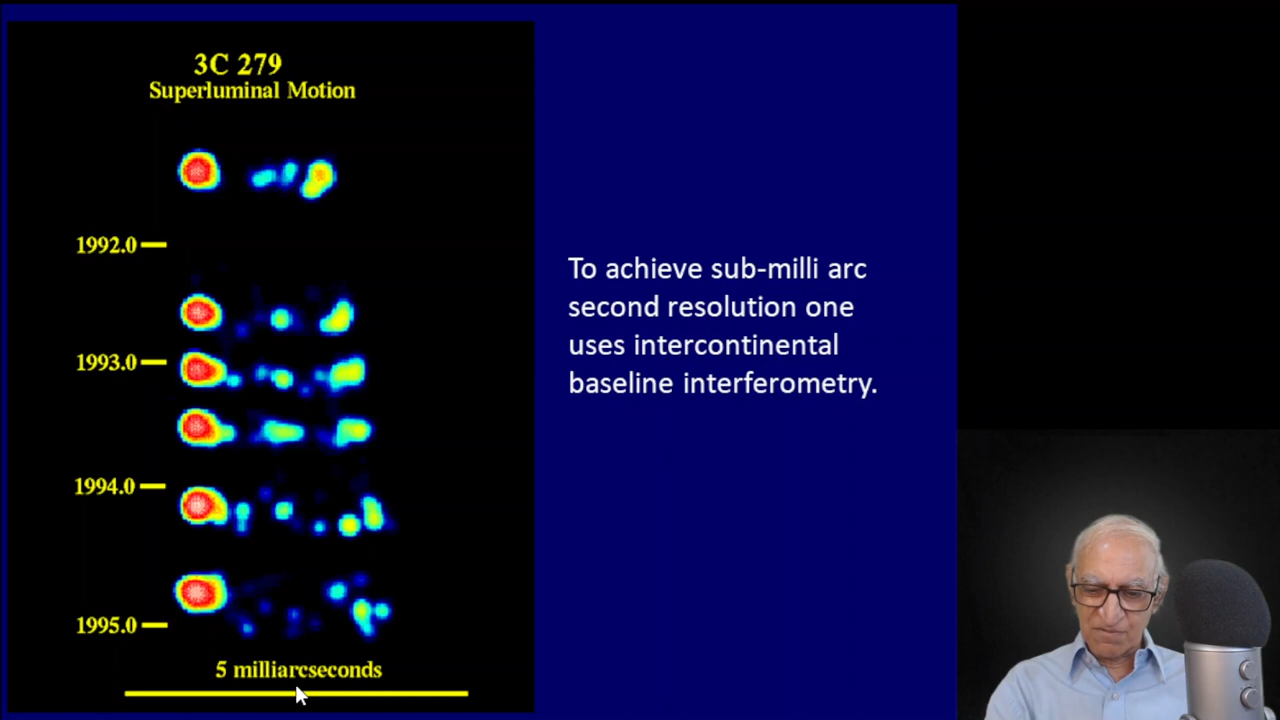 3C 279
Superluminal Motion
1992.0
1993.0
1994.0
1995.0
5 milliarcseconds
To achieve sub-milli arc
second resolution one
uses intercontinental
baseline interferometry.